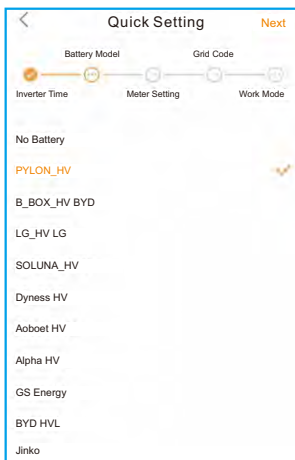 Quick Setting Next
Battery Model Grid Code
Inverter Time Meter Setting Work Mode
No Battery
PYLON_HV
B_BOX_HV BYD
LG_HV LG
SOLUNA_HV
Dyness HV
Aoboet HV
Alpha HV
GS Energy
BYD HVL
Jinko